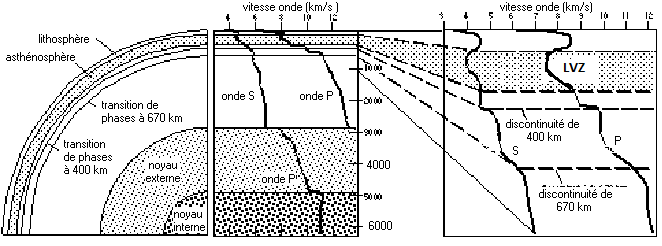 lithosphère
asthénosphère
transition de
phases à 670 km
transition
de phases
à 400 km
noyau
externe
noyau
interne
vitesse onde (km/s)
4 6 8 10 12
onde S
onde P
onde P
1000
2000
4000
5000
6000
vitesse onde (km/s)
3 4 5 6 7 8 9 10 11 12
LVZ
discontinuité de
400 km
S
P
discontinuité de
670 km